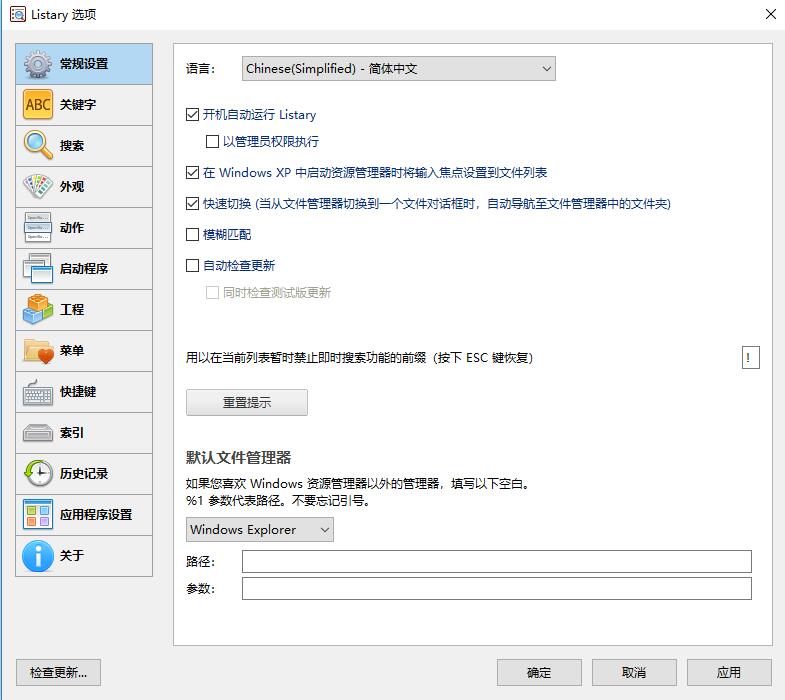 Listary 选项
常规设置
ABC 关键字
搜索
外观
动作
启动程序
工程
菜单
快捷键
索引
历史记录
应用程序设置
关于
语言: Chinese(Simplified) - 简体中文
开机自动运行 Listary
以管理员权限执行
在 Windows XP 中启动资源管理器时将输入焦点设置到文件列表
快速切换 (当从文件管理器切换到一个文件对话框时，自动导航至文件管理器中的文件夹)
模糊匹配
自动检查更新
同时检查测试版更新
用以在当前列表暂时禁止即时搜索功能的前缀（按下 ESC 键恢复） !
重置提示
默认文件管理器
如果您喜欢 Windows 资源管理器以外的管理器，填写以下空白。
%1 参数代表路径。不要忘记引号。
Windows Explorer
路径:
参数:
检查更新... 确定 取消 应用